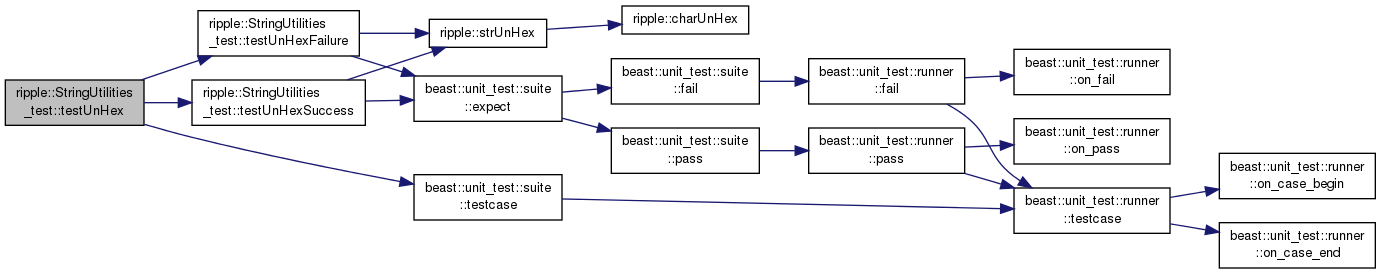 ripple::StringUtilities
_test::testUnHex
ripple::StringUtilities
_test::testUnHexFailure
ripple::StringUtilities
_test::testUnHexSuccess
ripple::strUnHex
ripple::charUnHex
beast::unit_test::suite
::expect
beast::unit_test::suite
::testcase
beast::unit_test::suite
::fail
beast::unit_test::suite
::pass
beast::unit_test::runner
::fail
beast::unit_test::runner
::pass
beast::unit_test::runner
::on_fail
beast::unit_test::runner
::on_pass
beast::unit_test::runner
::testcase
beast::unit_test::runner
::on_case_begin
beast::unit_test::runner
::on_case_end